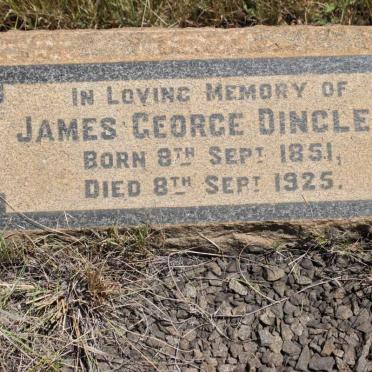 IN LOVING MEMORY OF
JAMES GEORGE DINGLE
BORN 8TH SEPT 1851,
DIED 8TH SEPT 1925.